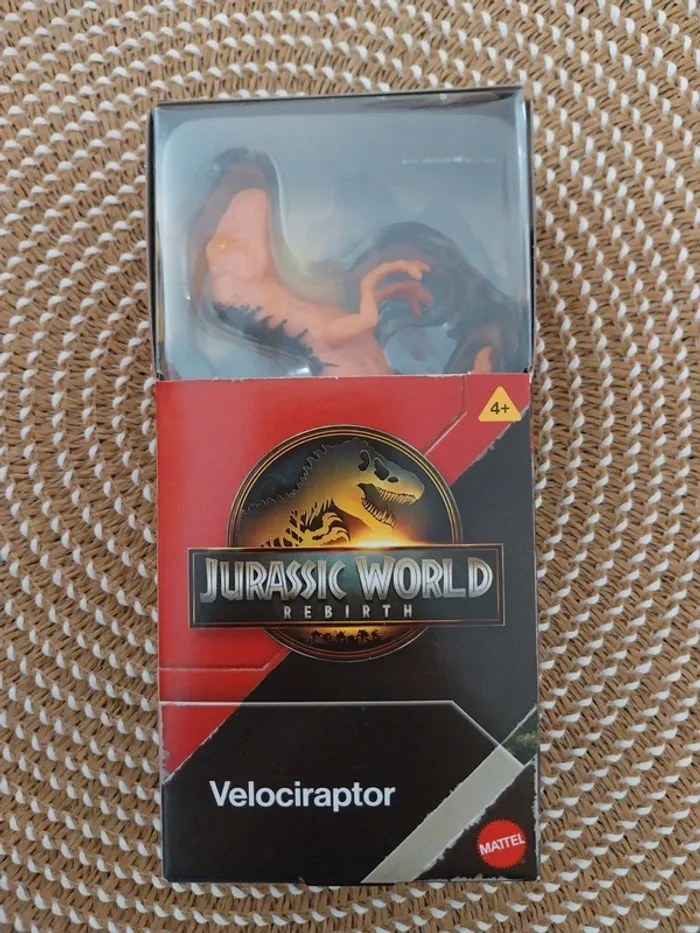 4+
JURASSIC WORLD
REBIRTH
Velociraptor
MATTEL